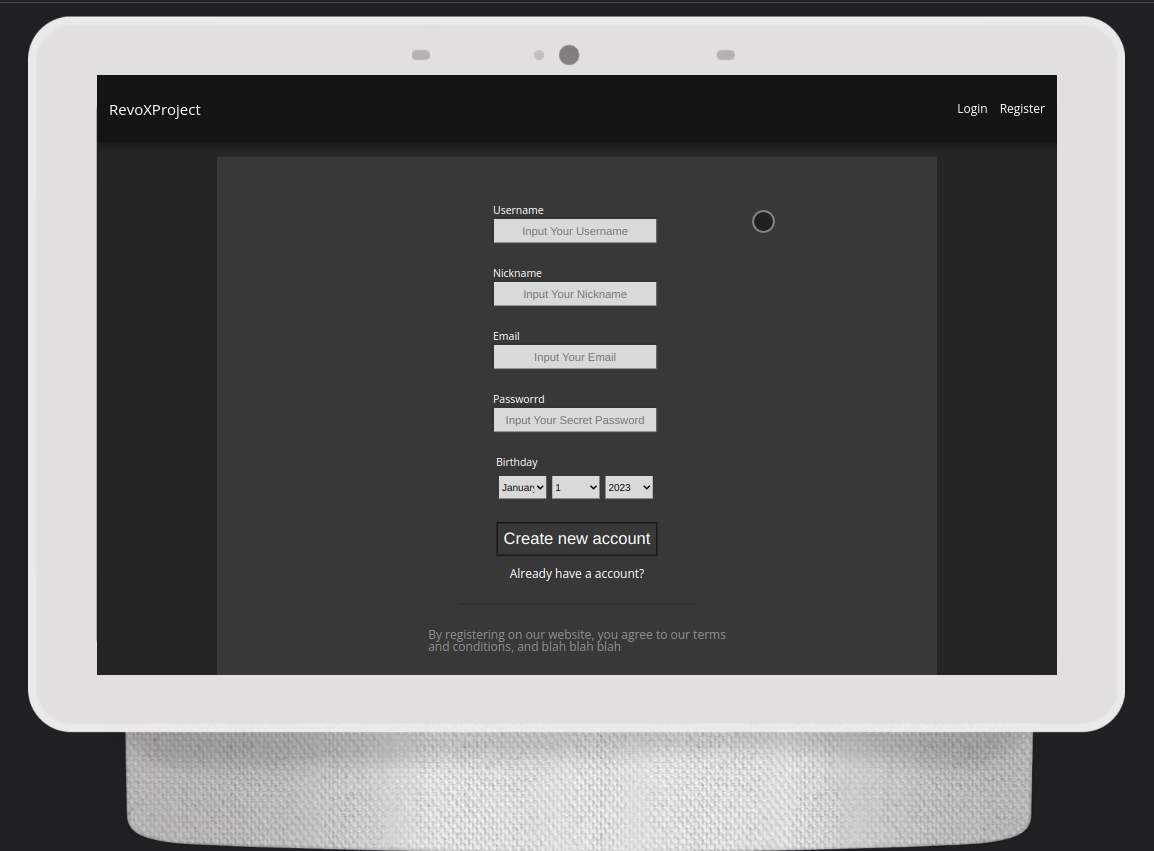 RevoXProject
Login Register
Username
Input Your Username
Nickname
Input Your Nickname
Email
Input Your Email
Passworrd
Input Your Secret Password
Birthday
January 1 2023
Create new account
Already have a account?
By registering on our website, you agree to our terms
and conditions, and blah blah blah